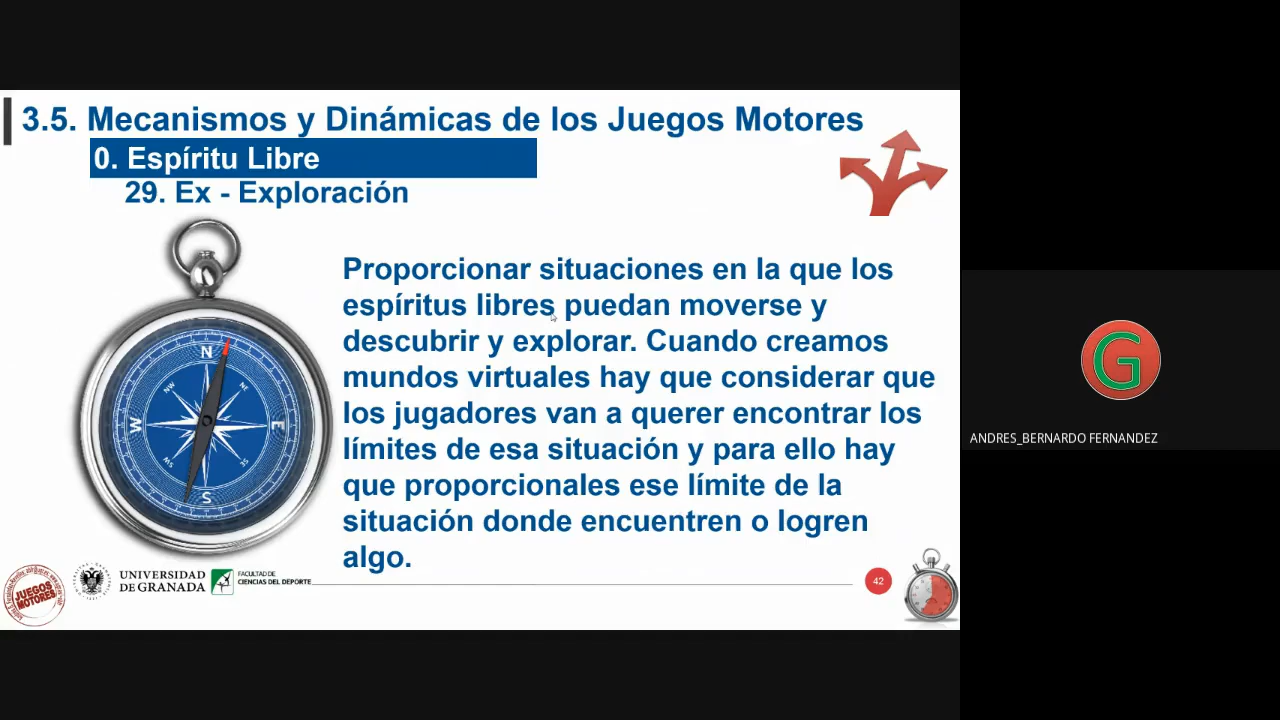 3.5. Mecanismos y Dinámicas de los Juegos Motores
0. Espíritu Libre
29. Ex - Exploración
Proporcionar situaciones en la que los
espíritus libres puedan moverse y
descubrir y explorar. Cuando creamos
mundos virtuales hay que considerar que
los jugadores van a querer encontrar los
límites de esa situación y para ello hay
que proporcionales ese límite de la
situación donde encuentren o logren
algo.
N
NE
E
S
W
NW
JUEGOS
MOTORES
UNIVERSIDAD
DE GRANADA
FACULTAD DE
CIENCIAS DEL DEPORTE
42
G
ANDRES_BERNARDO FERNANDEZ